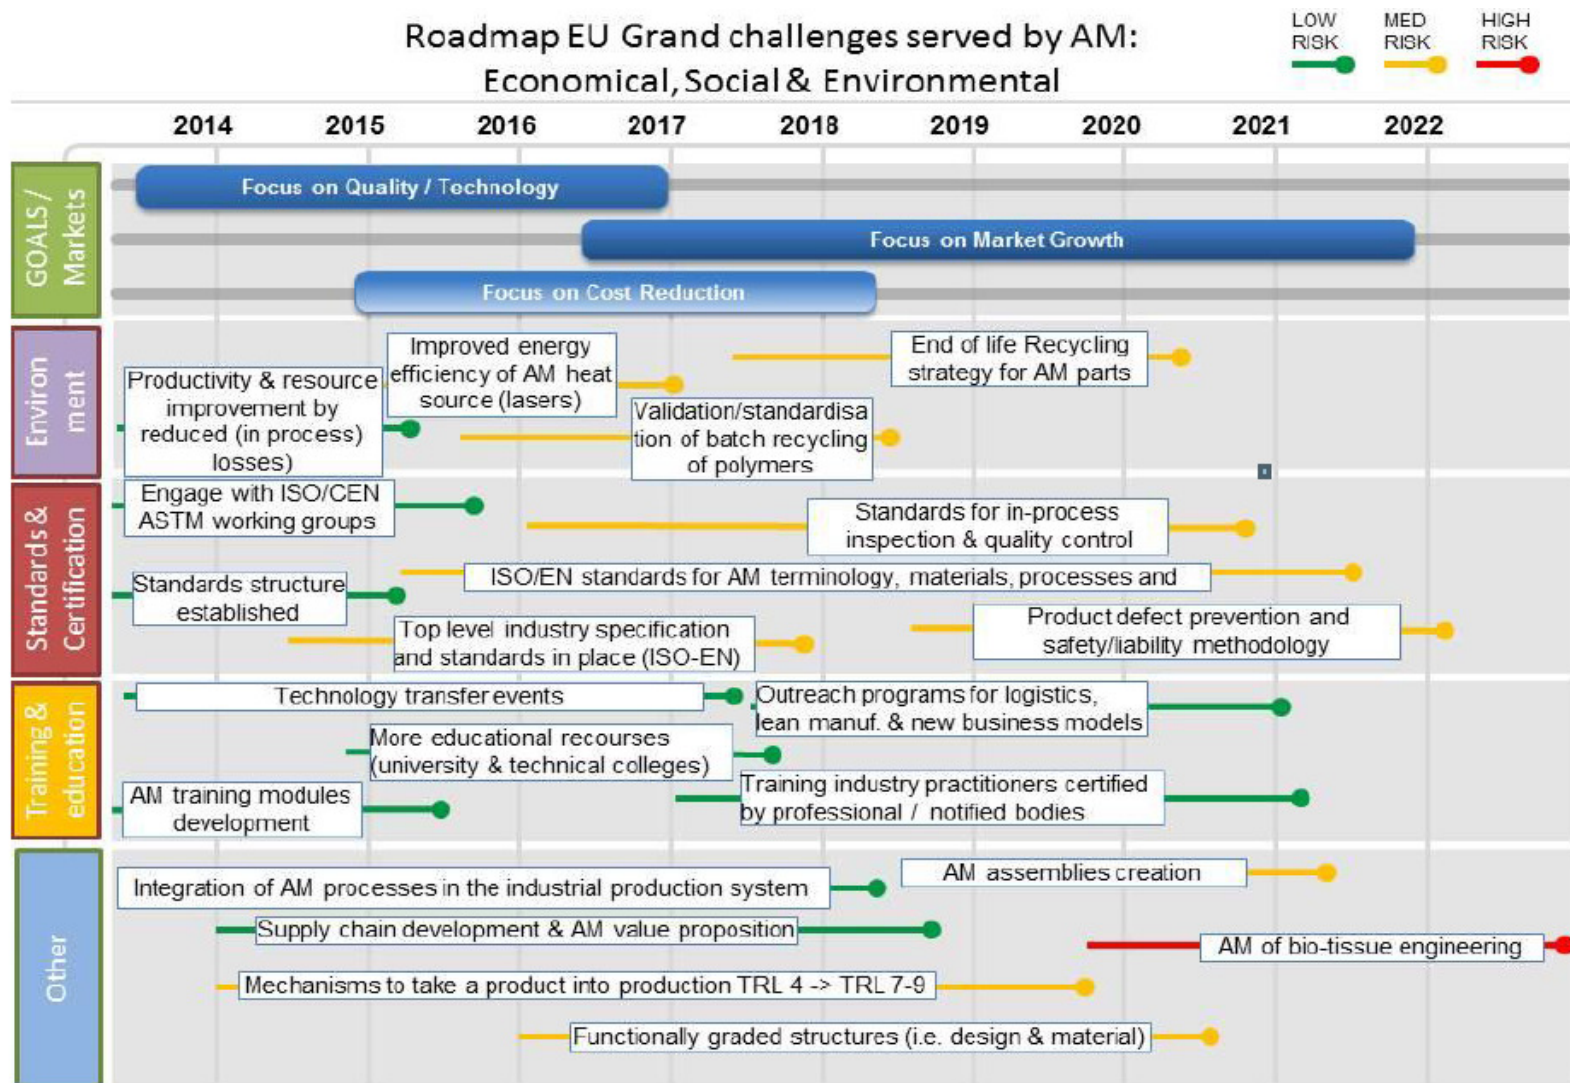 Roadmap EU Grand challenges served by AM:
Economical, Social & Environmental
LOW
RISK
MED
RISK
HIGH
RISK
2014
2015
2016
2017
2018
2019
2020
2021
2022
GOALS /
Markets
Focus on Quality / Technology
Focus on Market Growth
Focus on Cost Reduction
Environ
ment
Productivity & resource
improvement by
reduced (in process)
losses)
Improved energy
efficiency of AM heat
source (lasers)
Validation/standardisa
tion of batch recycling
of polymers
End of life Recycling
strategy for AM parts
Standards &
Certification
Engage with ISO/CEN
ASTM working groups
Standards for in-process
inspection & quality control
ISO/EN standards for AM terminology, materials, processes and
Standards structure
established
Top level industry specification
and standards in place (ISO-EN)
Product defect prevention and
safety/liability methodology
Training &
education
Technology transfer events
Outreach programs for logistics,
lean manuf. & new business models
More educational recourses
(university & technical colleges)
AM training modules
development
Training industry practitioners certified
by professional / notified bodies
Other
Integration of AM processes in the industrial production system
AM assemblies creation
Supply chain development & AM value proposition
AM of bio-tissue engineering
Mechanisms to take a product into production TRL 4 -> TRL 7-9
Functionally graded structures (i.e. design & material)